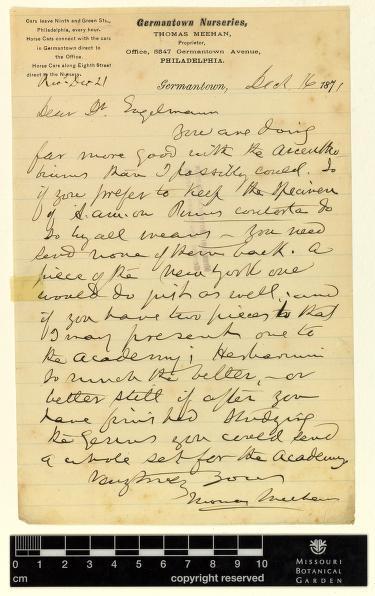 Cars leave Ninth and Green Sts.,
Philadelphia, every hour.
Horse Cars connect with the cars
in Germantown direct to
the Office.
Horse Cars along Eighth Street
direct to the Nursery.
Germantown Nurseries,
THOMAS MEEHAN,
Proprietor,
Office, 5847 Germantown Avenue,
PHILADELPHIA.
Dec 21
Germantown, Dec 16 1871
Dear Dr. Engelmann
You are doing
far more good with the arceutho
biums than I possibly could. So
if you prefer to keep the specimen
of A. am. on Pinus contorta do
so by all means – you need
send none of them back. A
piece of the New York one
would do just as well; and
if you have two pieces so that
I may present one to
the Academy's Herbarium
so much the better, – or
better still if after you
have finished studying
the Genus you could send
a whole set for the Academy.
Very truly yours
Thomas Meehan
0 1 2 3 4 5 6 7 8 9 10
cm
copyright reserved
MISSOURI
BOTANICAL
GARDEN